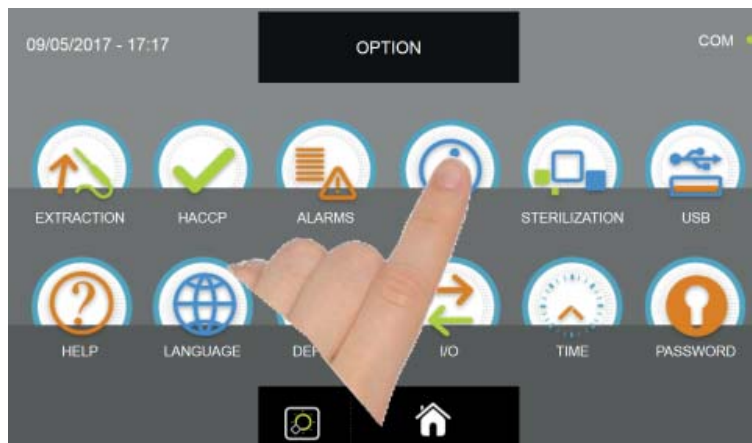 09/05/2017 - 17:17
OPTION
COM
EXTRACTION
HACCP
ALARMS
STERILIZATION
USB
HELP
LANGUAGE
I/O
TIME
PASSWORD